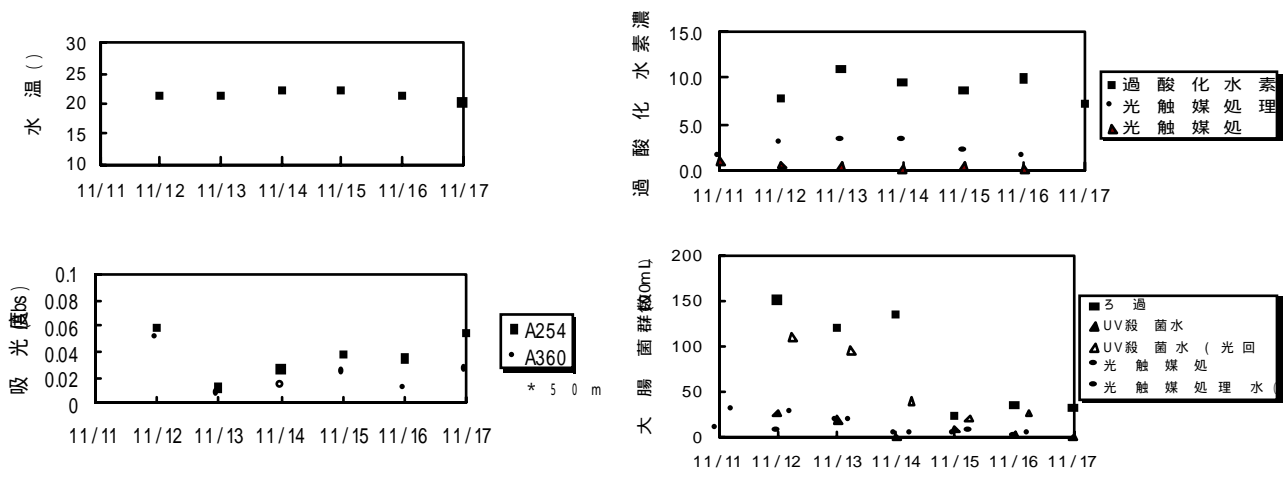 水 温 ( )
30
25
20
15
10
11/11 11/12 11/13 11/14 11/15 11/16 11/17
過 酸 化 水 素 濃
15.0
10.0
5.0
0.0
11/11 11/12 11/13 11/14 11/15 11/16 11/17
過 酸 化 水 素
光 触 媒 処 理
光 触 媒 処
吸 光 度 bs)
0.1
0.08
0.06
0.04
0.02
0
11/11 11/12 11/13 11/14 11/15 11/16 11/17
A254
A360
* 5 0 m
大 腸 菌 群 数 0mL)
200
150
100
50
0
11/11 11/12 11/13 11/14 11/15 11/16 11/17
ろ 過
UV殺 菌水
UV殺 菌水 ( 光 回
光 触 媒 処
光 触 媒 処 理 水 (